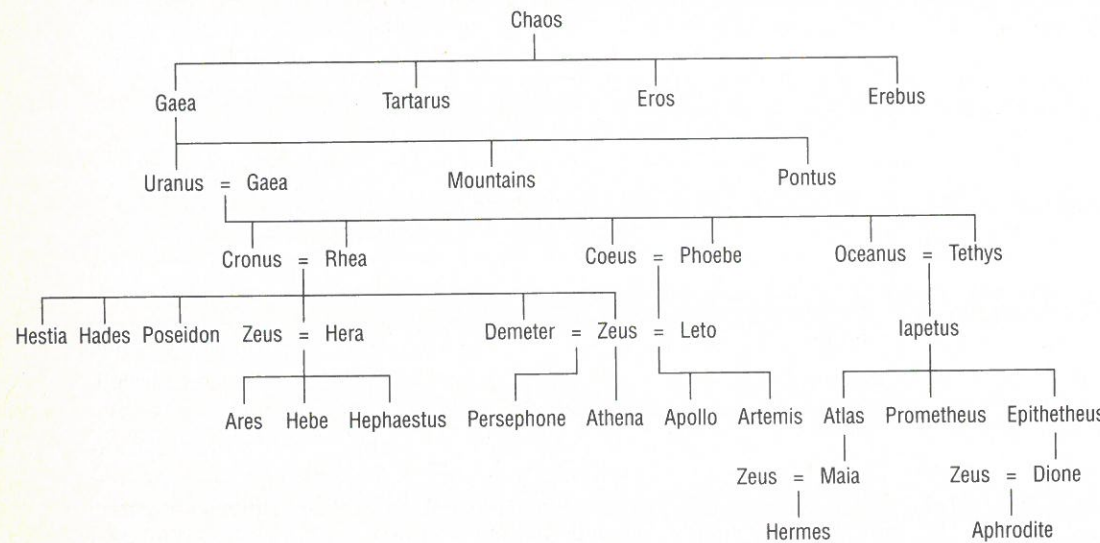 Chaos
Gaea Tartarus Eros Erebus
Uranus = Gaea Mountains Pontus
Cronus = Rhea Coeus = Phoebe Oceanus = Tethys
Hestia Hades Poseidon Zeus = Hera Demeter = Zeus = Leto Iapetus
Ares Hebe Hephaestus Persephone Athena Apollo Artemis Atlas Prometheus Epithetheus
Zeus = Maia Zeus = Dione
Hermes Aphrodite